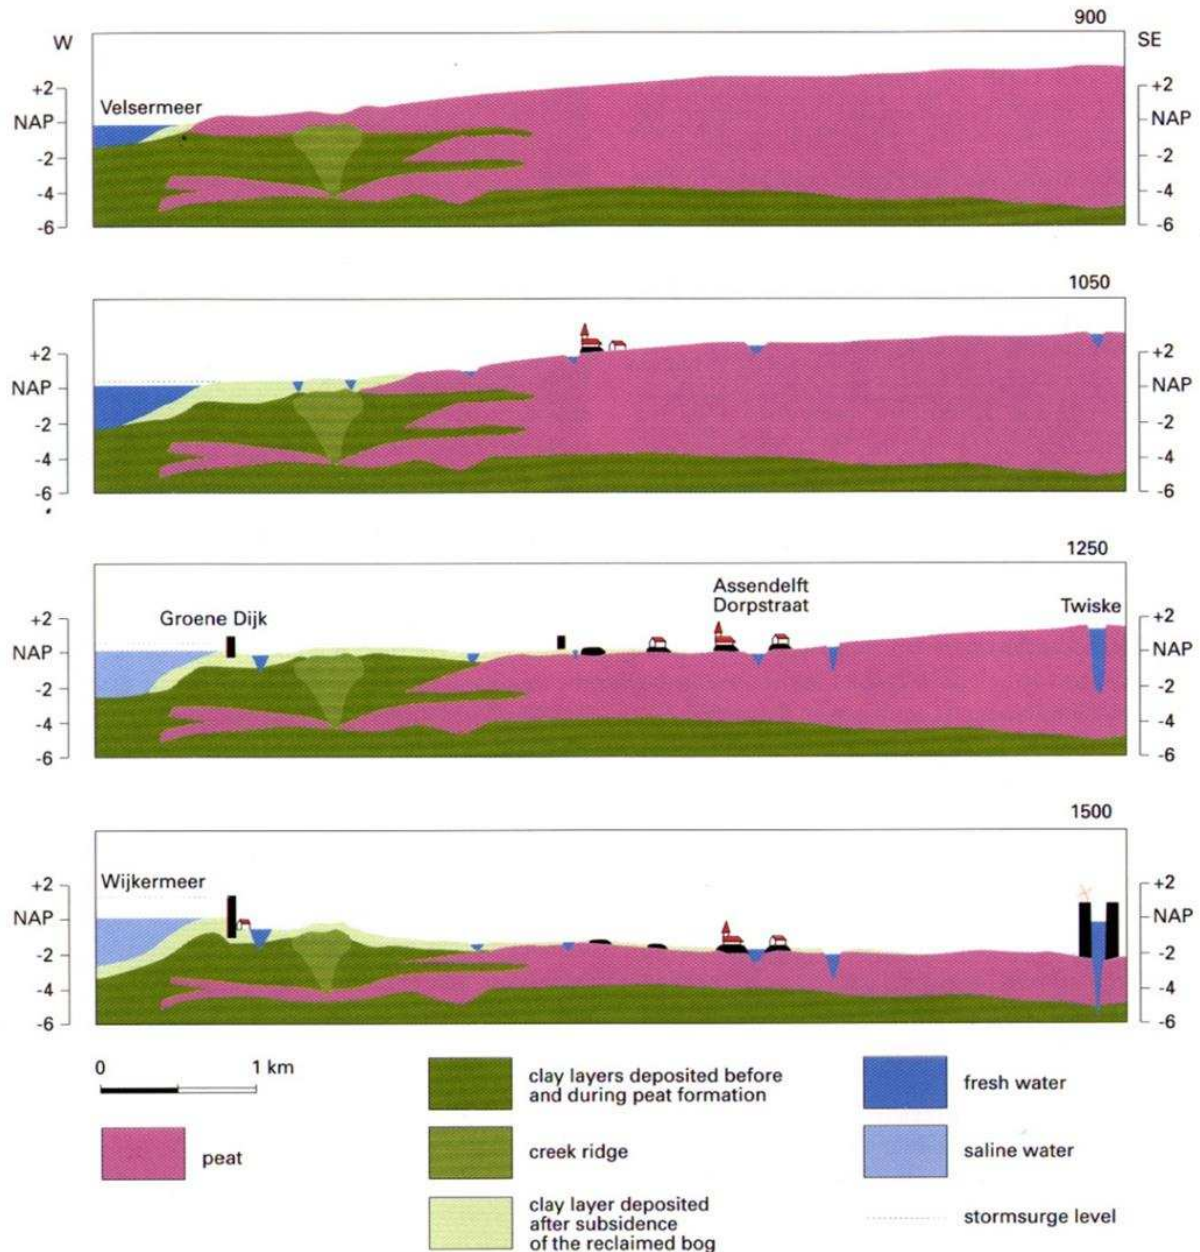 900
W
SE
+2
NAP
-2
-4
-6
Velsermeer
+2
NAP
-2
-4
-6
1050
+2
NAP
-2
-4
-6
+2
NAP
-2
-4
-6
1250
+2
NAP
-2
-4
-6
Groene Dijk
Assendelft
Dorpstraat
Twiske
+2
NAP
-2
-4
-6
1500
+2
NAP
-2
-4
-6
Wijkermeer
+2
NAP
-2
-4
-6
0 1 km
peat
clay layers deposited before
and during peat formation
creek ridge
clay layer deposited
after subsidence
of the reclaimed bog
fresh water
saline water
stormsurge level